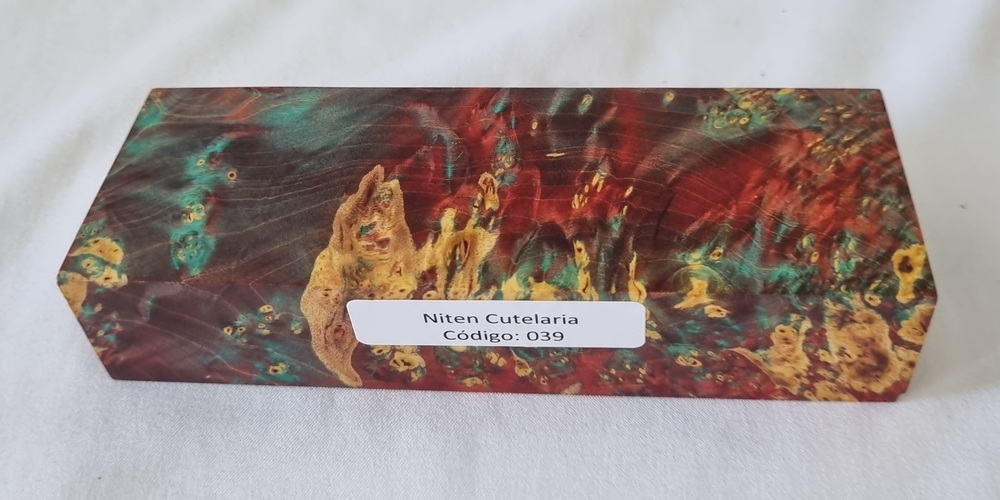 Niten Cutelaria
Código: 039